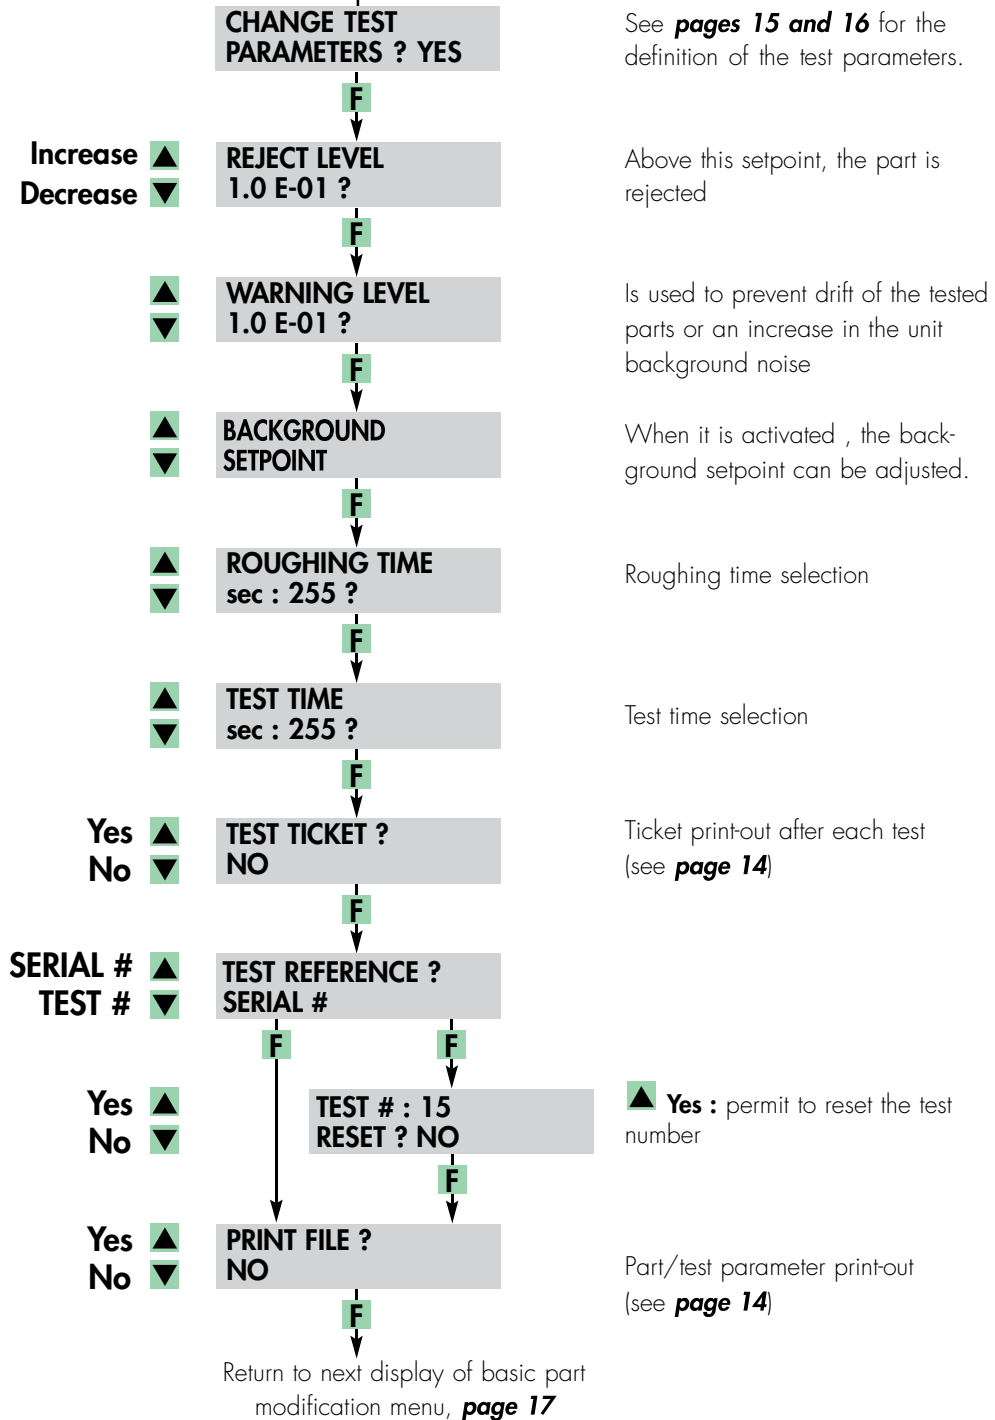 CHANGE TEST
PARAMETERS ? YES
See pages 15 and 16 for the
definition of the test parameters.
F
Increase ▲
Decrease ▼
REJECT LEVEL
1.0 E-01 ?
Above this setpoint, the part is
rejected
F
▲
▼
WARNING LEVEL
1.0 E-01 ?
Is used to prevent drift of the tested
parts or an increase in the unit
background noise
F
▲
▼
BACKGROUND
SETPOINT
When it is activated , the back-
ground setpoint can be adjusted.
F
▲
▼
ROUGHING TIME
sec : 255 ?
Roughing time selection
F
▲
▼
TEST TIME
sec : 255 ?
Test time selection
F
Yes ▲
No ▼
TEST TICKET ?
NO
Ticket print-out after each test
(see page 14)
F
SERIAL # ▲
TEST # ▼
TEST REFERENCE ?
SERIAL #
F
F
Yes ▲
No ▼
TEST # : 15
RESET ? NO
▲ Yes : permit to reset the test
number
F
Yes ▲
No ▼
PRINT FILE ?
NO
Part/test parameter print-out
(see page 14)
F
Return to next display of basic part
modification menu, page 17